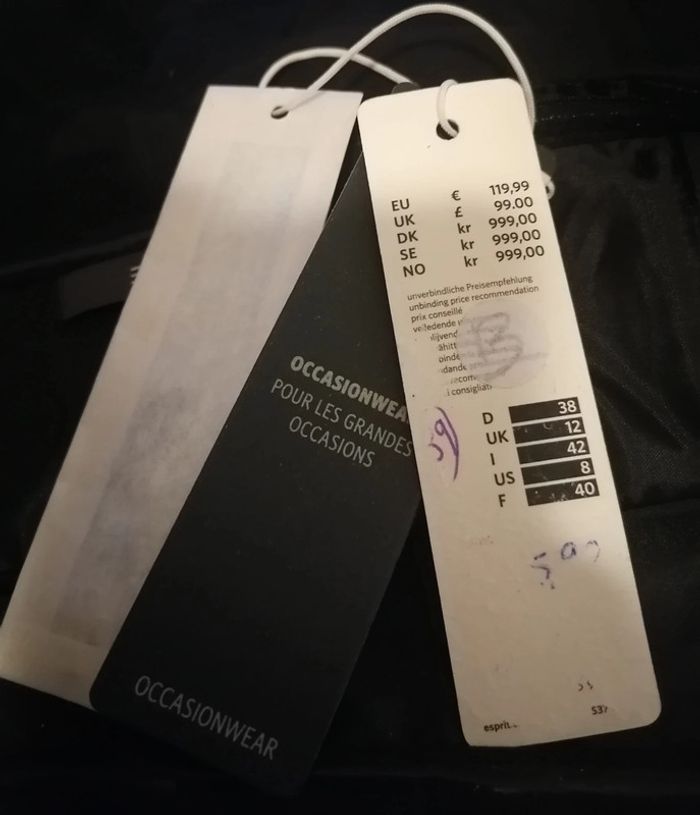 EU € 119,99
UK £ 99.00
DK kr 999,00
SE kr 999,00
NO kr 999,00
unverbindliche Preisempfehlung
unbinding price recommendation
prix conseillé
OCCASIONWEA
POUR LES GRANDES
OCCASIONS
D 38
UK 12
I 42
US 8
F 40
OCCASIONWEAR
esprit